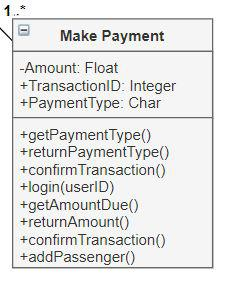 1..*
Make Payment
-Amount: Float
+TransactionID: Integer
+PaymentType: Char
+getPaymentType()
+returnPaymentType()
+confirmTransaction()
+login(userID)
+getAmountDue()
+returnAmount()
+confirmTransaction()
+addPassenger()